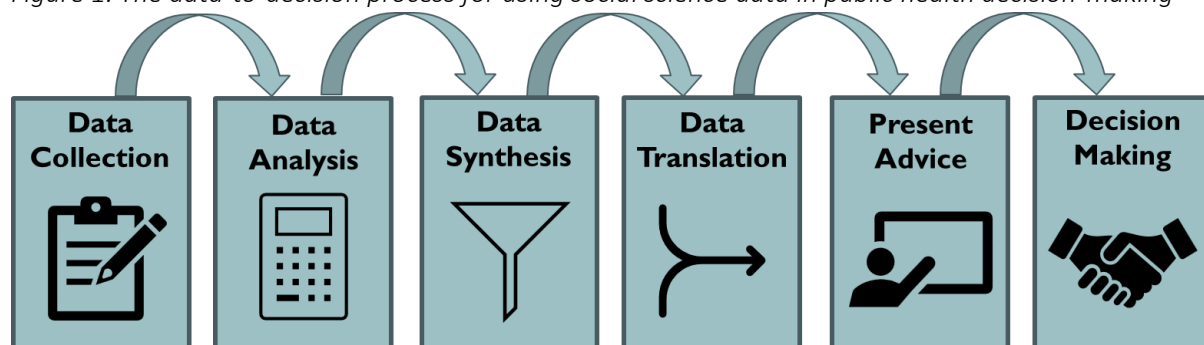 Figure 1. The data-to-decision process for using social science data in public health decision-making
Data
Collection
Data
Analysis
Data
Synthesis
Data
Translation
Present
Advice
Decision
Making